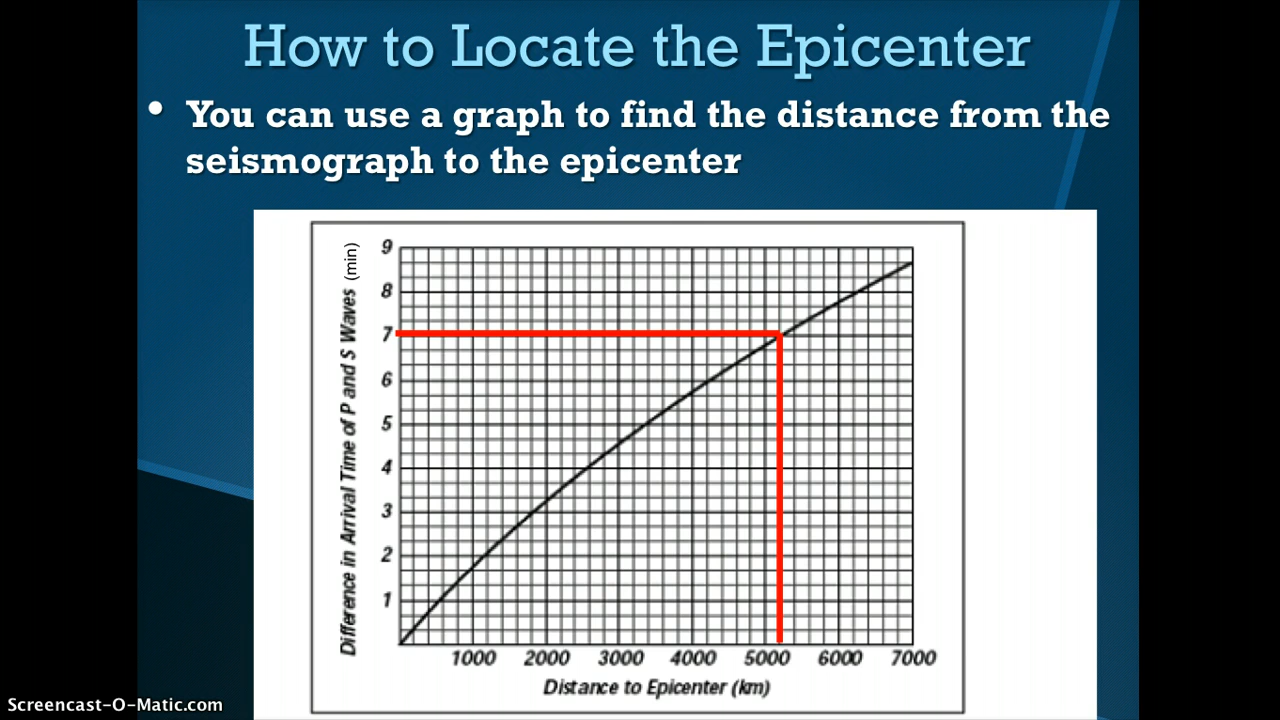 How to Locate the Epicenter
• You can use a graph to find the distance from the
seismograph to the epicenter
Difference in Arrival Time of P and S Waves (min)
9
8
7
6
5
4
3
2
1
1000 2000 3000 4000 5000 6000 7000
Distance to Epicenter (km)
Screencast-O-Matic.com